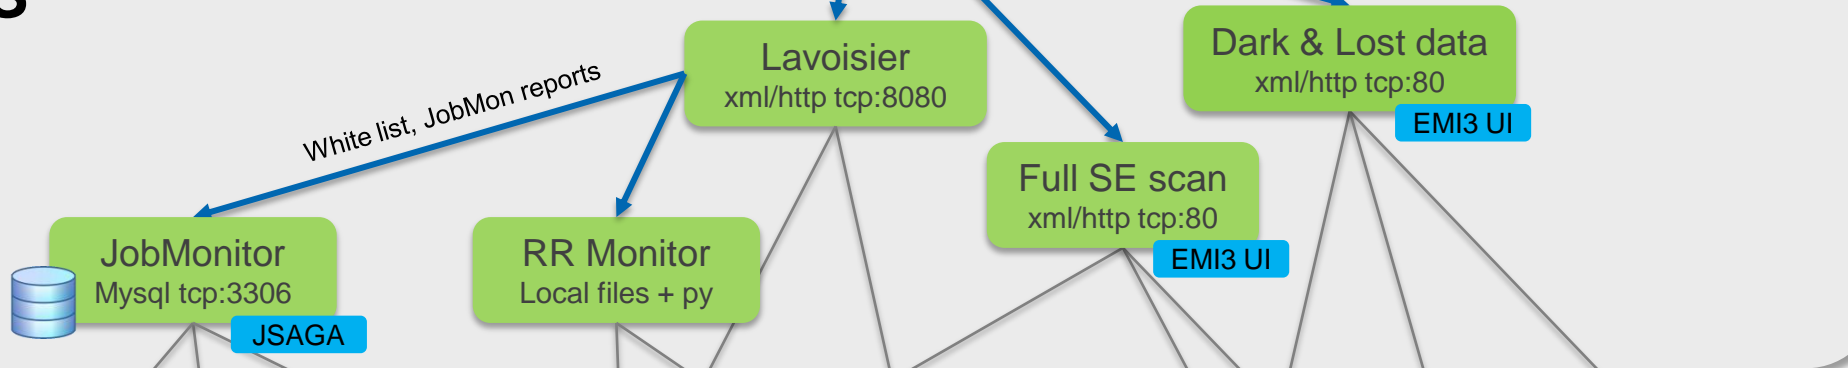 Lavoisier
xml/http tcp:8080
Dark & Lost data
xml/http tcp:80
EMI3 UI
White list, JobMon reports
Full SE scan
xml/http tcp:80
EMI3 UI
JobMonitor
Mysql tcp:3306
JSAGA
RR Monitor
Local files + py